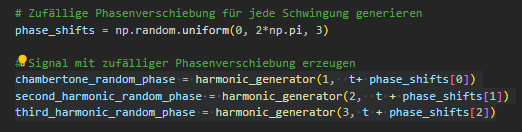 # Zufällige Phasenverschiebung für jede Schwingung generieren
phase_shifts = np.random.uniform(0, 2*np.pi, 3)
# Signal mit zufälliger Phasenverschiebung erzeugen
chambertone_random_phase = harmonic_generator(1,  t+ phase_shifts[0])
second_harmonic_random_phase = harmonic_generator(2,  t + phase_shifts[1])
third_harmonic_random_phase = harmonic_generator(3, t + phase_shifts[2])